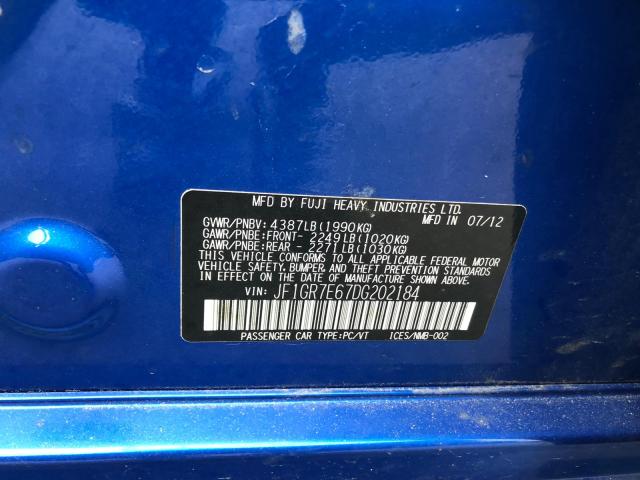 MFD BY FUJI HEAVY INDUSTRIES LTD.
MFD IN 07/12
GVWR/PNBV: 4387LB(1990KG)
GAWR/PNBE:FRONT- 2249LB(1020KG)
GAWR/PNBE:REAR - 2271LB(1030KG)
THIS VEHICLE CONFORMS TO ALL APPLICABLE FEDERAL MOTOR
VEHICLE SAFETY, BUMPER, AND THEFT PREVENTION STANDARDS
IN EFFECT ON THE DATE OF MANUFACTURE SHOWN ABOVE.
VIN: JF1GR7E67DG202184
PASSENGER CAR TYPE:PC/VT ICES/NMB-002